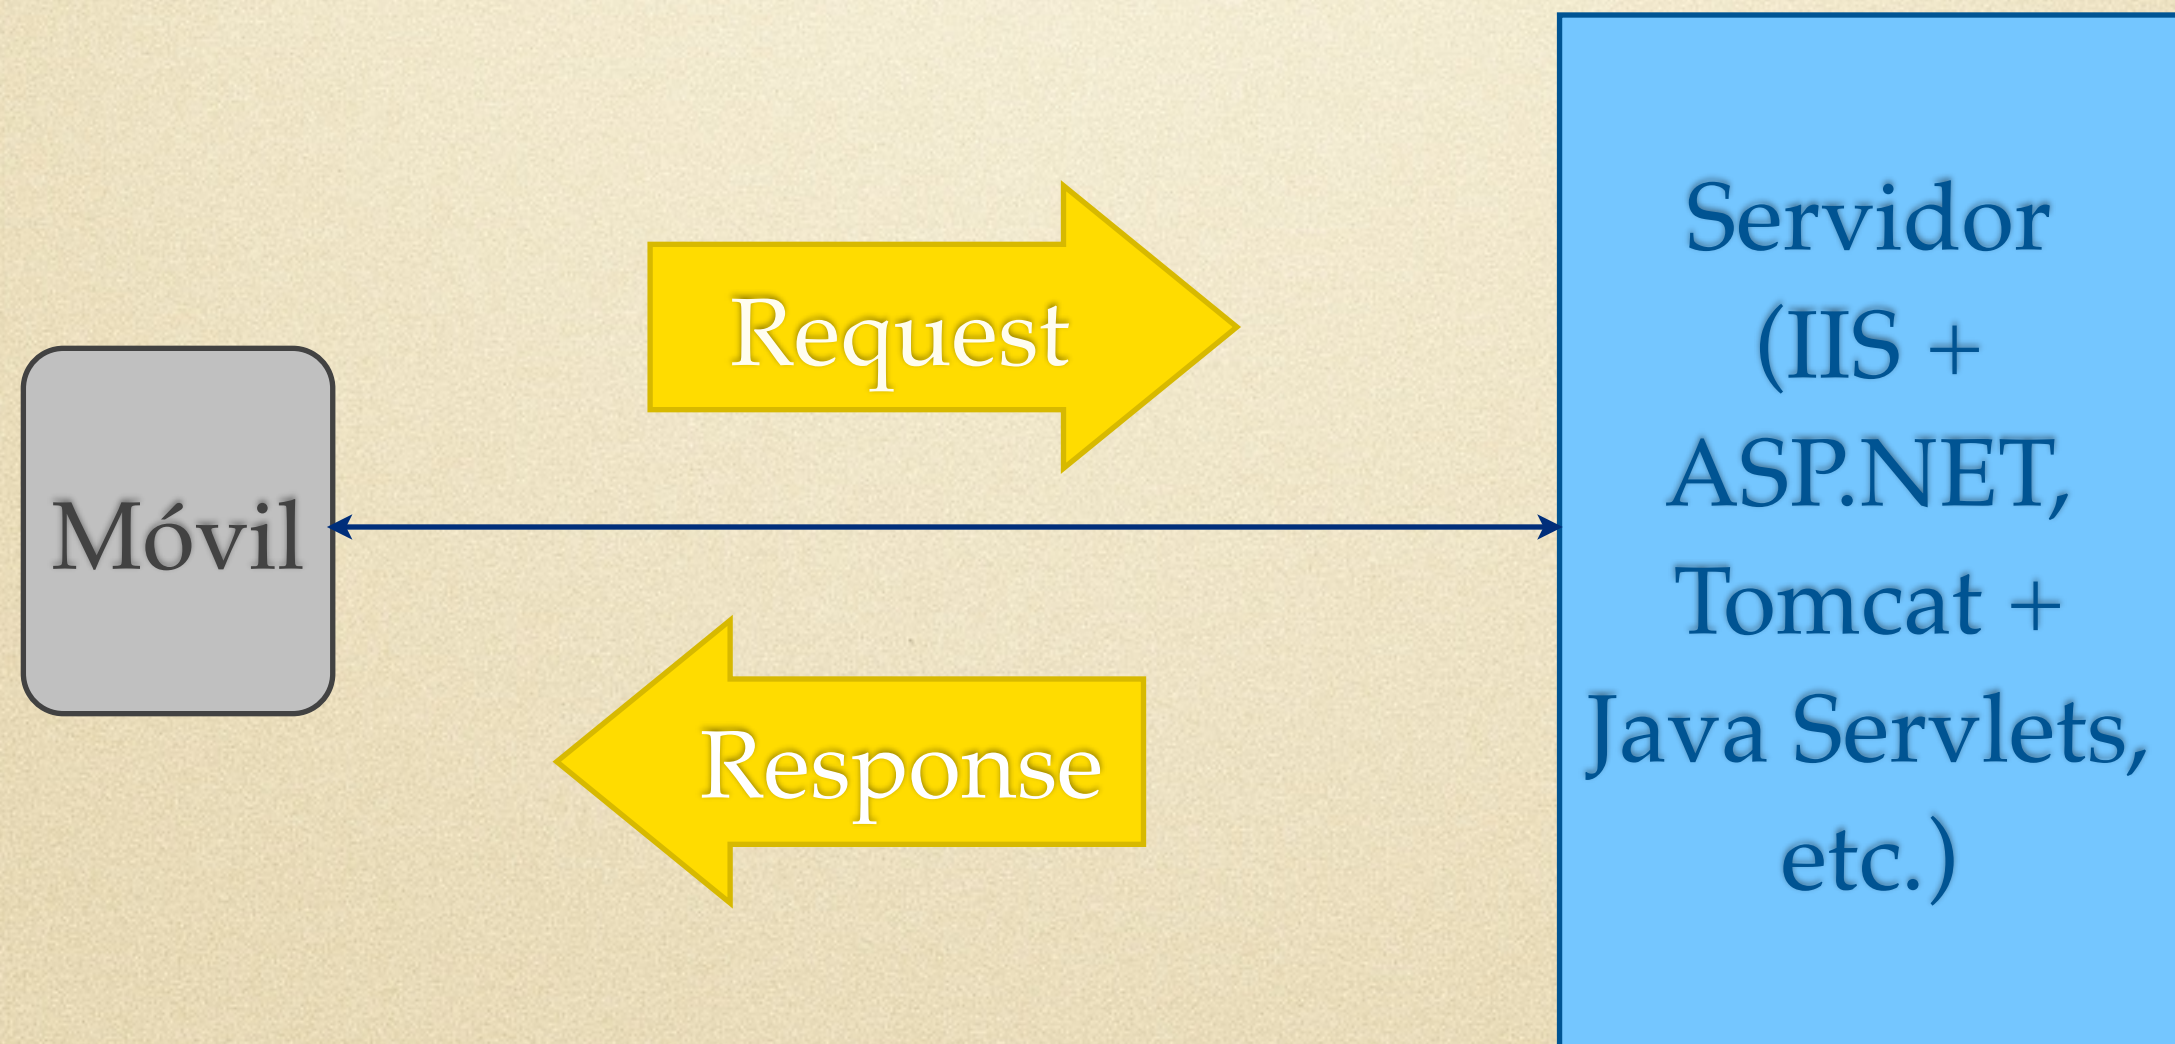 Móvil
Request
Response
Servidor
(IIS +
ASP.NET,
Tomcat +
Java Servlets,
etc.)